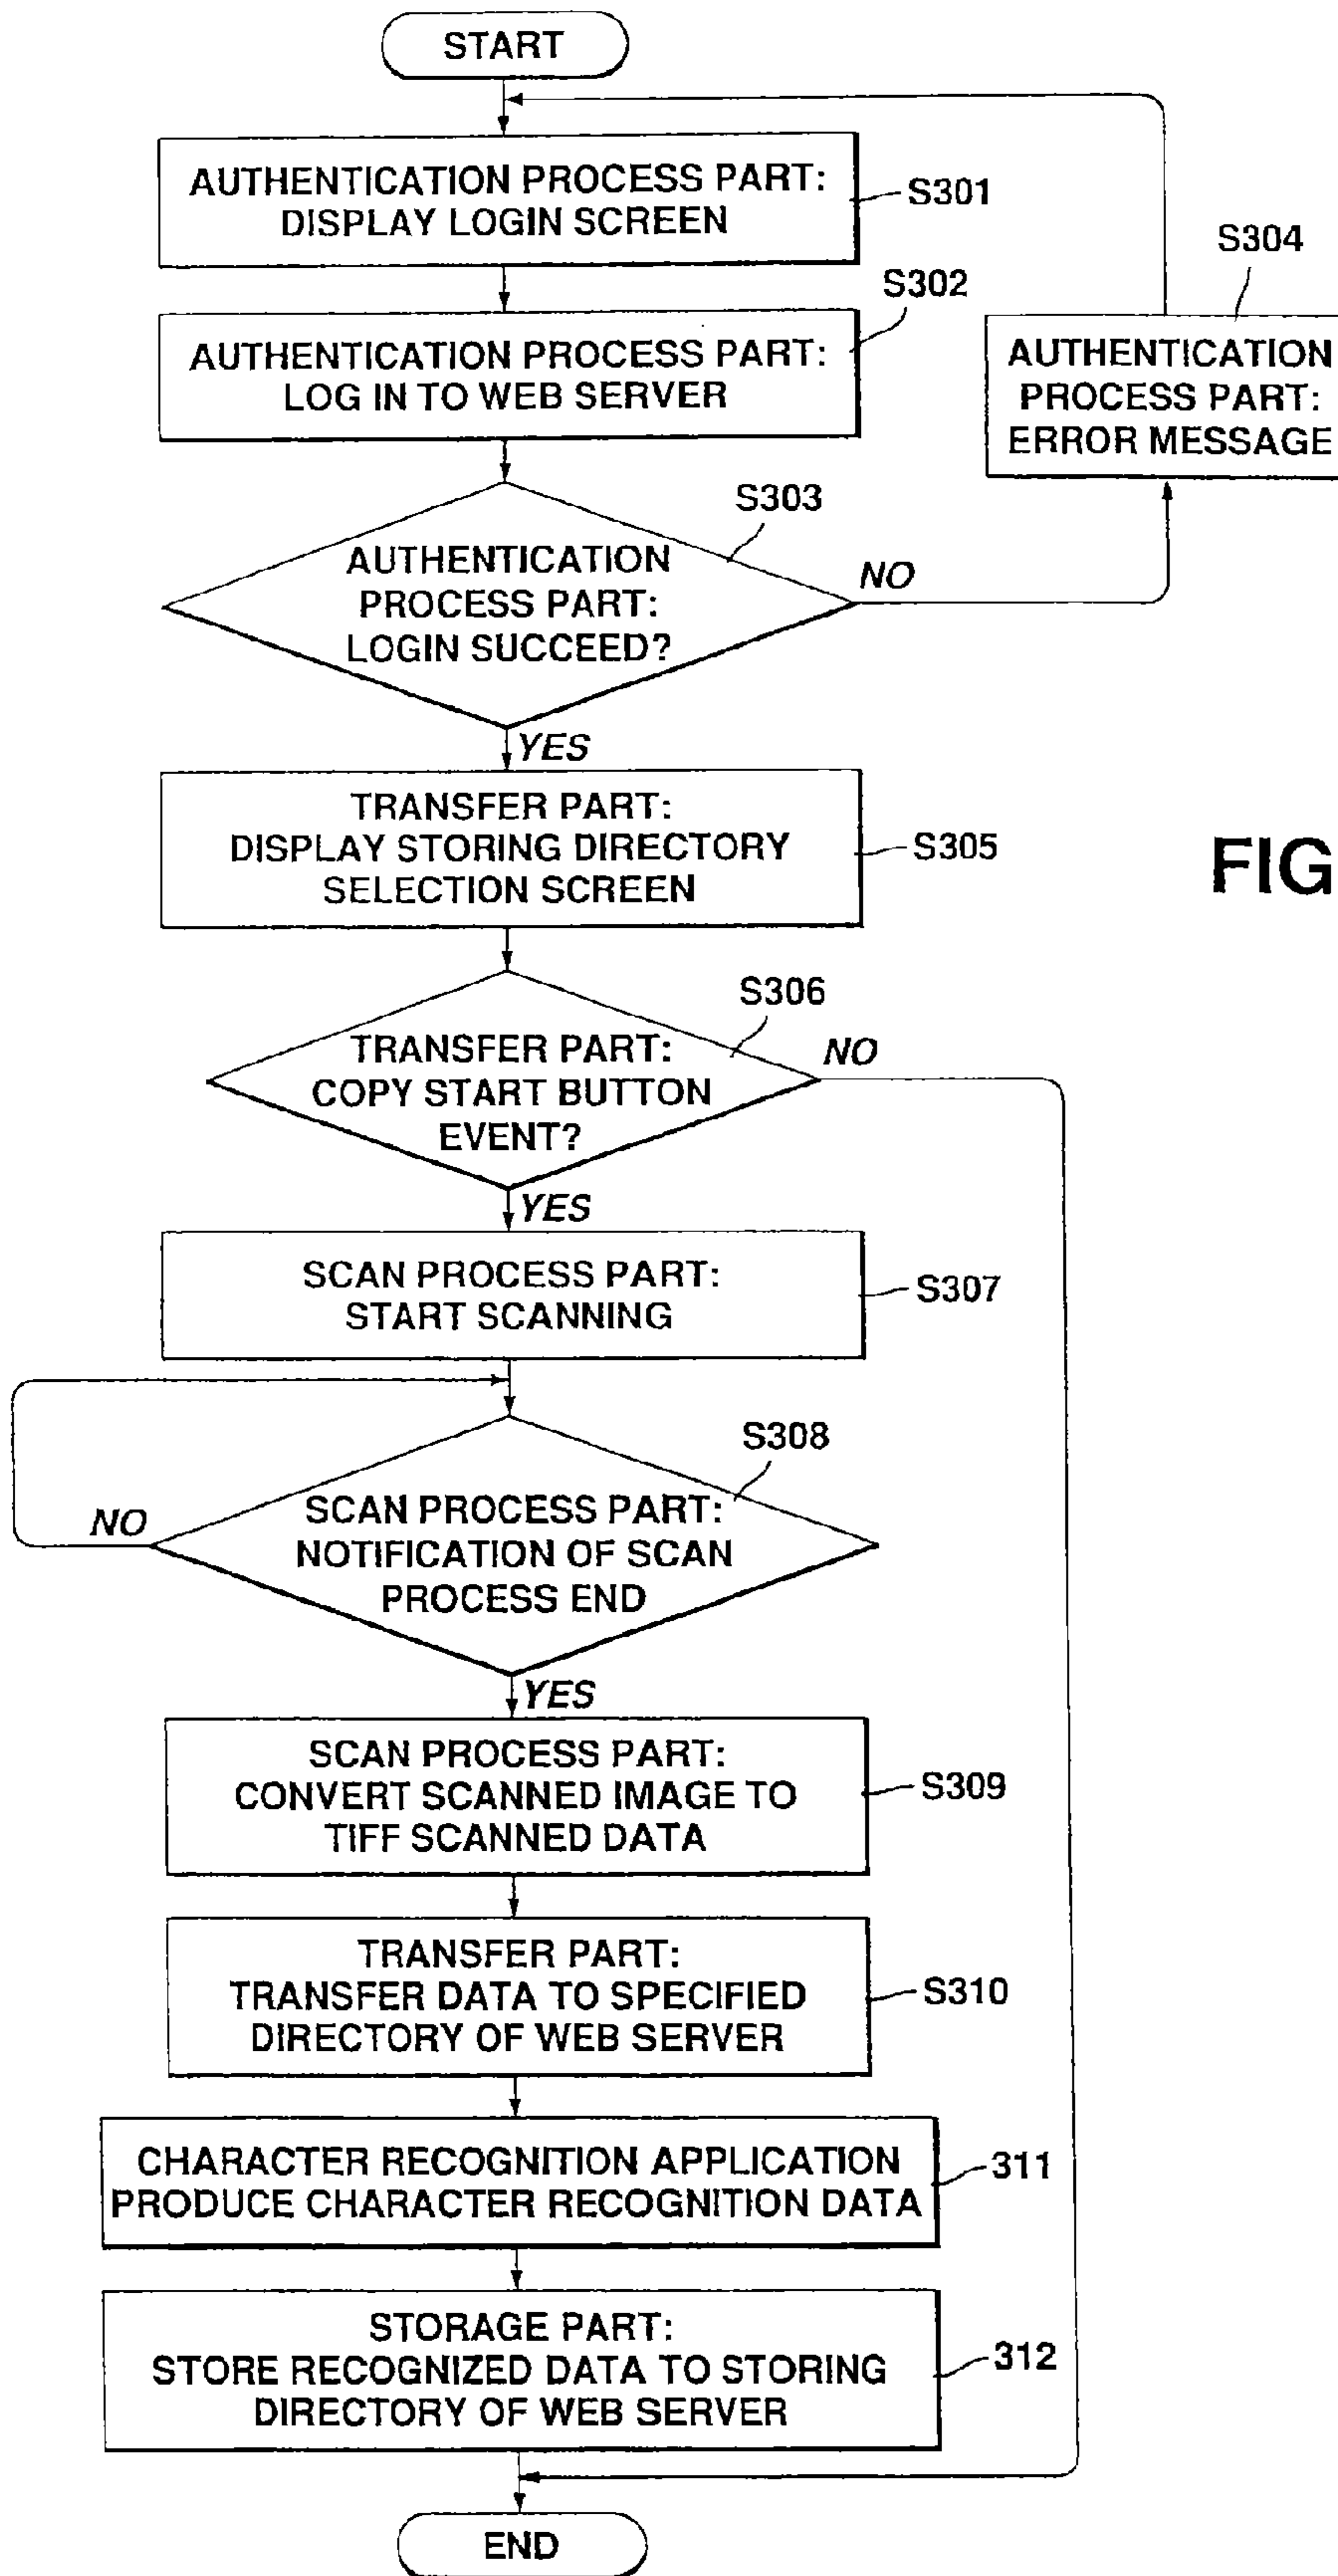 START
AUTHENTICATION PROCESS PART:
DISPLAY LOGIN SCREEN
S301
S304
S302
AUTHENTICATION PROCESS PART:
LOG IN TO WEB SERVER
AUTHENTICATION
PROCESS PART:
ERROR MESSAGE
S303
AUTHENTICATION
PROCESS PART:
LOGIN SUCCEED?
NO
YES
TRANSFER PART:
DISPLAY STORING DIRECTORY
SELECTION SCREEN
S305
FIG
S306
TRANSFER PART:
COPY START BUTTON
EVENT?
NO
YES
SCAN PROCESS PART:
START SCANNING
S307
S308
SCAN PROCESS PART:
NOTIFICATION OF SCAN
PROCESS END
NO
YES
SCAN PROCESS PART:
CONVERT SCANNED IMAGE TO
TIFF SCANNED DATA
S309
TRANSFER PART:
TRANSFER DATA TO SPECIFIED
DIRECTORY OF WEB SERVER
S310
CHARACTER RECOGNITION APPLICATION
PRODUCE CHARACTER RECOGNITION DATA
311
STORAGE PART:
STORE RECOGNIZED DATA TO STORING
DIRECTORY OF WEB SERVER
312
END